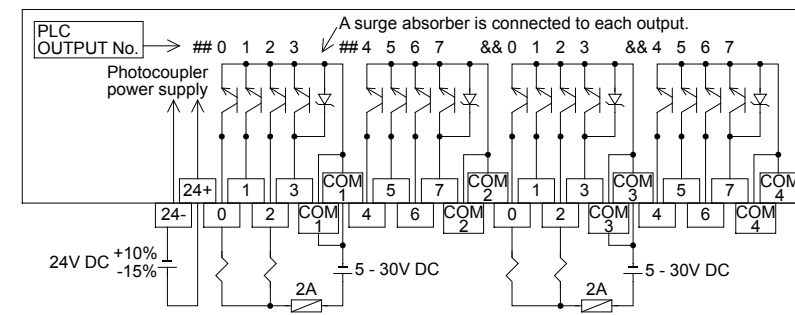 A surge absorber is connected to each output.
PLC
OUTPUT No.
## 0 1 2 3 ## 4 5 6 7 && 0 1 2 3 && 4 5 6 7
Photocoupler
power supply
24+ 1 3 COM 1 5 7 COM 2 1 3 COM 3 5 7 COM 4
24- 0 2 COM 1 4 6 COM 2 0 2 COM 3 4 6 COM 4
24V DC +10% -15%
5 - 30V DC 5 - 30V DC
2A 2A